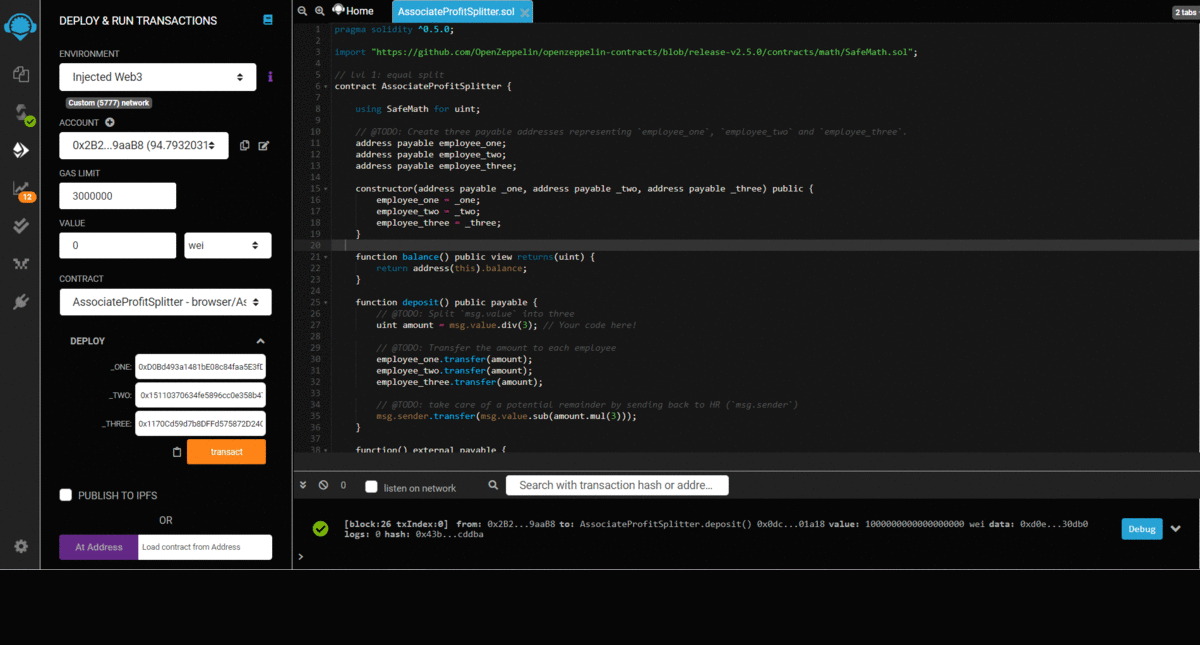 DEPLOY & RUN TRANSACTIONS
ENVIRONMENT
Injected Web3
Custom (5777) network
ACCOUNT
0x2B2...9aaB8 (94.7932031
GAS LIMIT
3000000
VALUE
0
wei
CONTRACT
AssociateProfitSplitter - browser/As
DEPLOY
_ONE: 0xD0Bd493a1481bE08c84faa5E3fD
_TWO: 0x15110370634fe5896cc0e358b47
_THREE: 0x1170Cd59d7b8DFFd575872D240
transact
PUBLISH TO IPFS
OR
At Address
Load contract from Address
12
Home
AssociateProfitSplitter.sol
2 tabs
1 pragma solidity ^0.5.0;
2
3 import "https://github.com/OpenZeppelin/openzeppelin-contracts/blob/release-v2.5.0/contracts/math/SafeMath.sol";
4
5 // lvl 1: equal split
6 contract AssociateProfitSplitter {
7
8 using SafeMath for uint;
9
10 // @TODO: Create three payable addresses representing `employee_one`, `employee_two` and `employee_three`.
11 address payable employee_one;
12 address payable employee_two;
13 address payable employee_three;
14
15 constructor(address payable _one, address payable _two, address payable _three) public {
16 employee_one = _one;
17 employee_two = _two;
18 employee_three = _three;
19 }
20
21 function balance() public view returns(uint) {
22 return address(this).balance;
23 }
24
25 function deposit() public payable {
26 // @TODO: Split `msg.value` into three
27 uint amount = msg.value.div(3); // Your code here!
28
29 // @TODO: Transfer the amount to each employee
30 employee_one.transfer(amount);
31 employee_two.transfer(amount);
32 employee_three.transfer(amount);
33
34 // @TODO: take care of a potential remainder by sending back to HR (`msg.sender`)
35 msg.sender.transfer(msg.value.sub(amount.mul(3)));
36 }
37
38 function() external payable {
0
listen on network
Search with transaction hash or addre...
[block:26 txIndex:0] from: 0x2B2...9aaB8 to: AssociateProfitSplitter.deposit() 0x0dc...01a18 value: 1000000000000000000 wei data: 0xd0e...30db0
logs: 0 hash: 0x43b...cddba
Debug
>